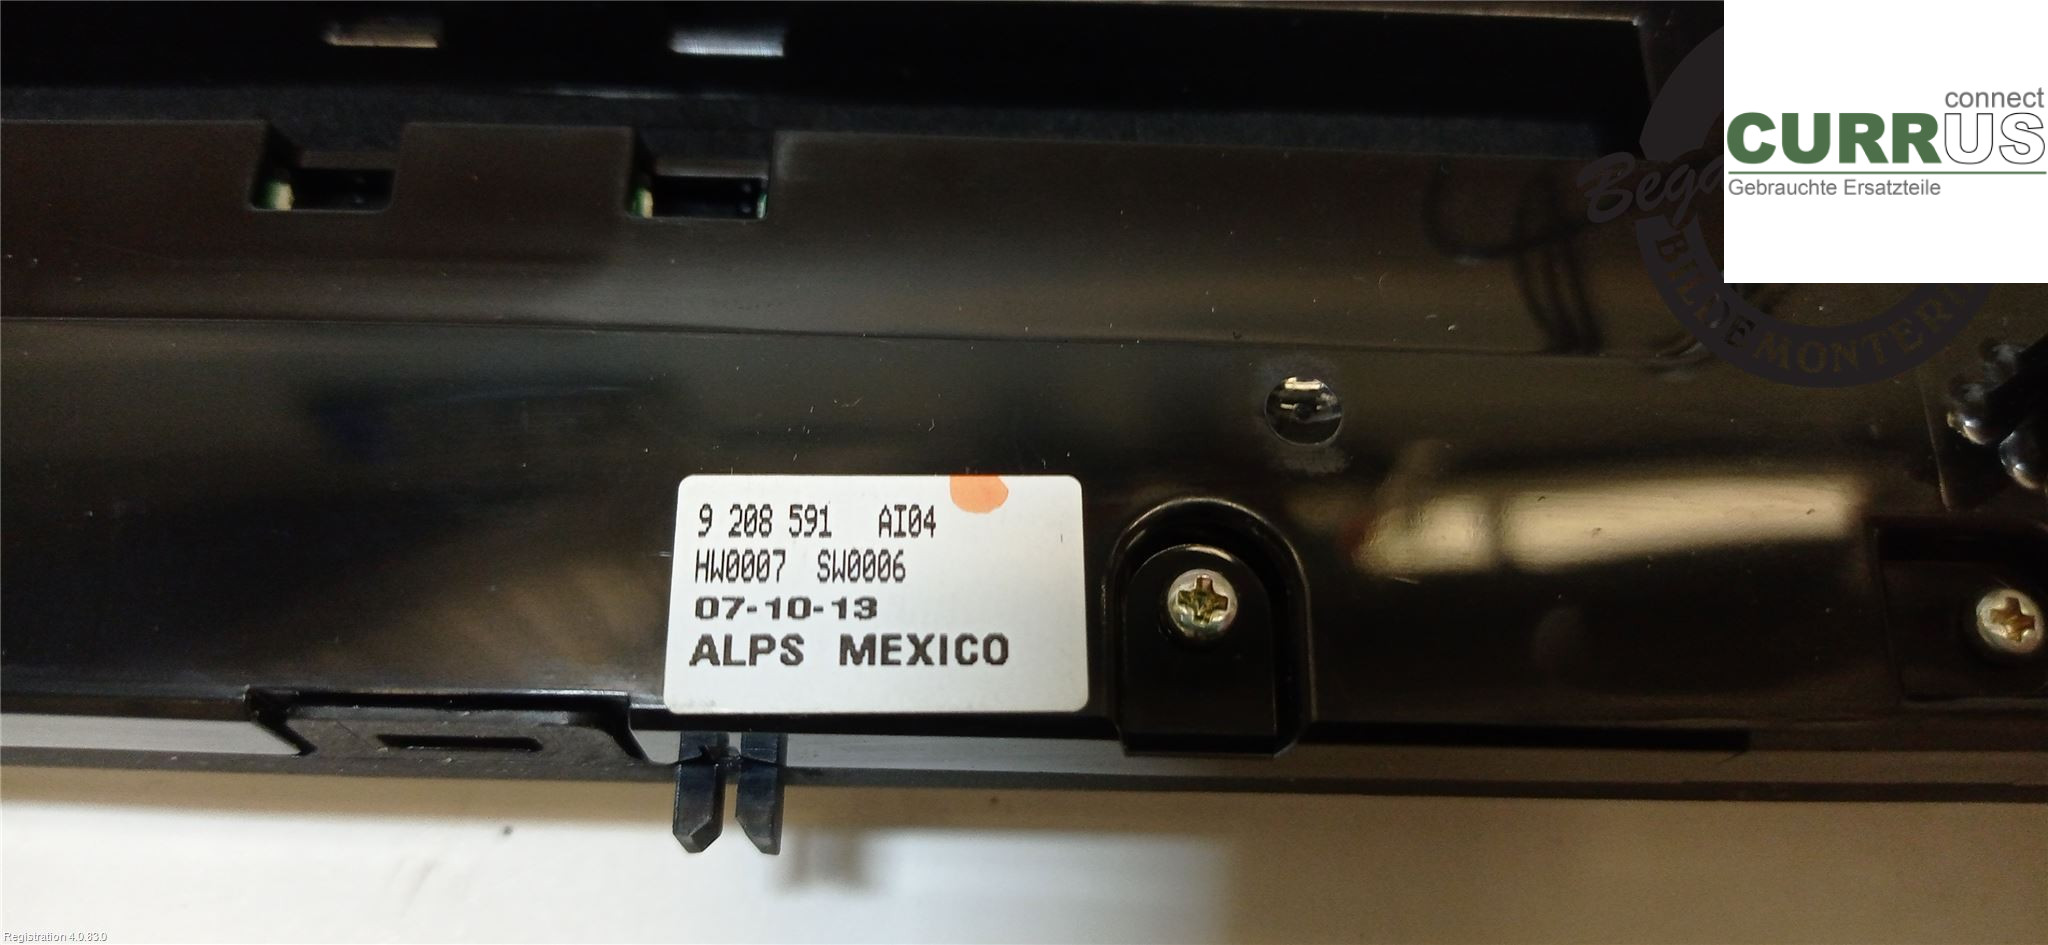 connect
CURRUS
Gebrauchte Ersatzteile
BILDEMONTERI
9 208 591 AI04
HW0007 SW0006
07-10-13
ALPS MEXICO
Registration 4.0.83.0